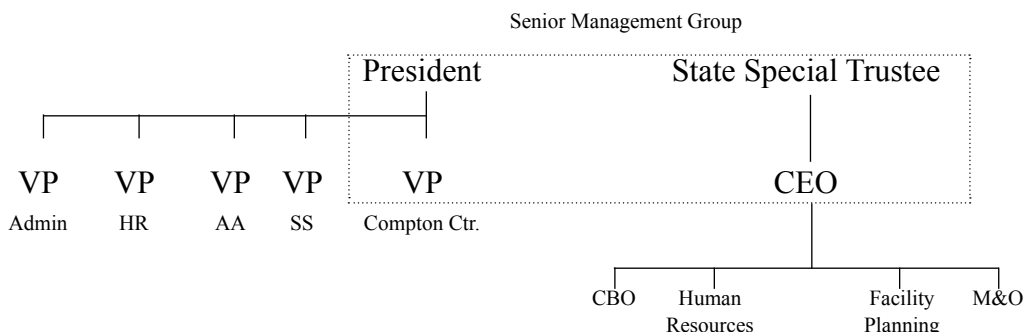 Senior Management Group
President State Special Trustee
VP VP VP VP VP CEO
Admin HR AA SS Compton Ctr.
CBO Human Facility M&O
Resources Planning